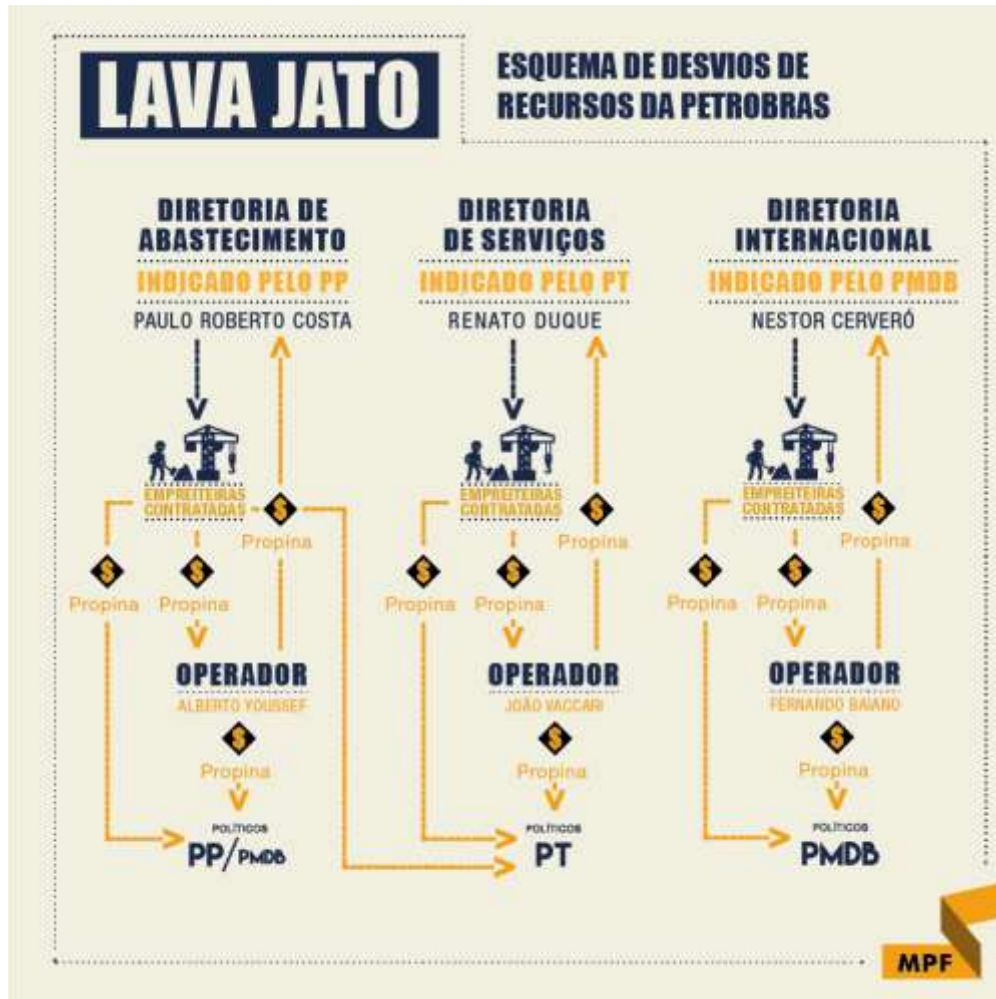 LAVA JATO
ESQUEMA DE DESVIOS DE
RECURSOS DA PETROBRAS
DIRETORIA DE
ABASTECIMENTO
INDICADO PELO PP
PAULO ROBERTO COSTA
EMPREITEIRAS
CONTRATADAS
$
Propina
$
Propina
$
Propina
OPERADOR
ALBERTO YOUSSEF
$
Propina
POLÍTICOS
PP/PMDB
DIRETORIA
DE SERVIÇOS
INDICADO PELO PT
RENATO DUQUE
EMPREITEIRAS
CONTRATADAS
$
Propina
$
Propina
$
Propina
OPERADOR
JOÃO VACCARI
$
Propina
POLÍTICOS
PT
DIRETORIA
INTERNACIONAL
INDICADO PELO PMDB
NESTOR CERVERÓ
EMPREITEIRAS
CONTRATADAS
$
Propina
$
Propina
$
Propina
OPERADOR
FERNANDO BAIANO
$
Propina
POLÍTICOS
PMDB
MPF